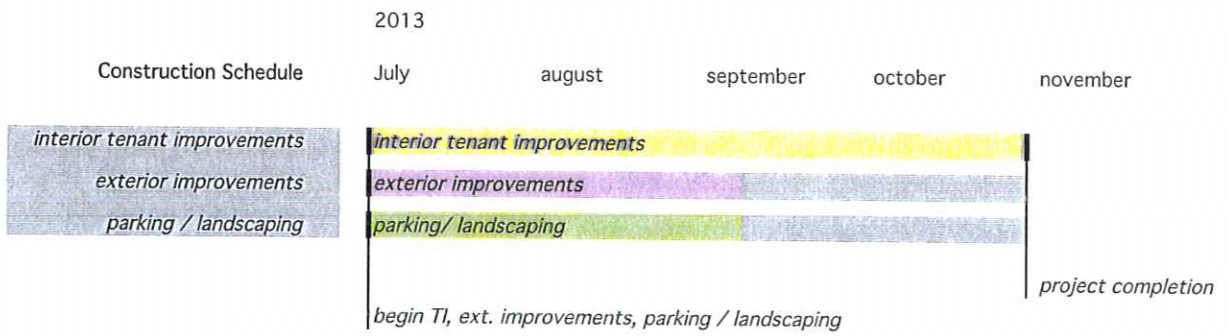 2013
Construction Schedule July august september october november
interior tenant improvements interior tenant improvements
exterior improvements exterior improvements
parking / landscaping parking/ landscaping
project completion
begin TI, ext. improvements, parking / landscaping